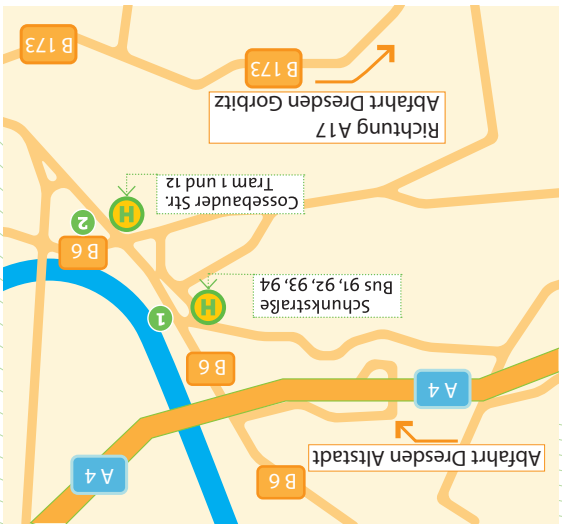 B 6
A 4
Abfahrt Dresden Altstadt
A 4
B 6
1
Schunkstraße
Bus 91, 92, 93, 94
H
B 6
2
H
Cossebauder Str.
Tram 1 und 12
Richtung A17
Abfahrt Dresden Gorbitz
B 173
B 173